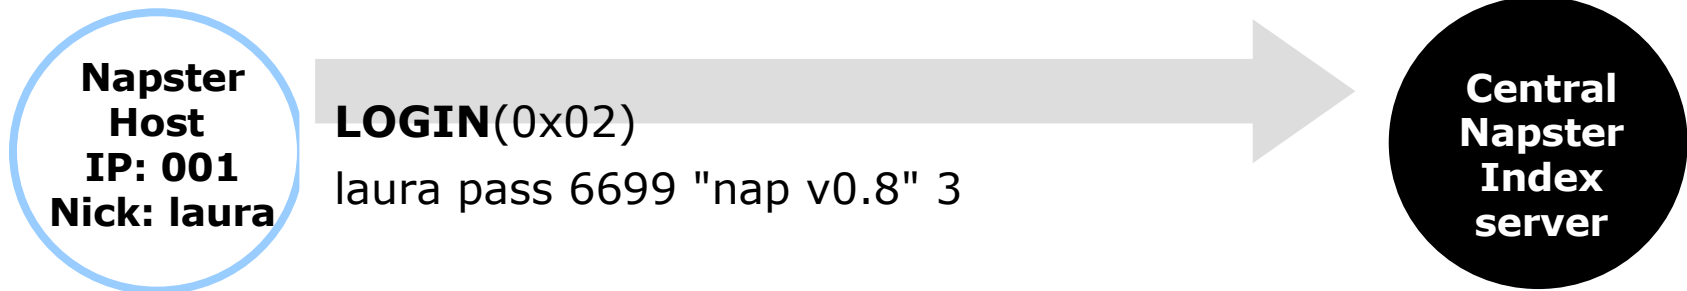 Napster
Host
IP: 001
Nick: laura
LOGIN(0x02)
laura pass 6699 "nap v0.8" 3
Central
Napster
Index
server